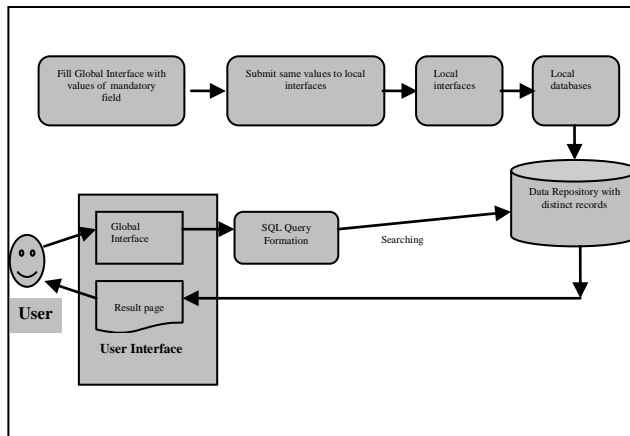 Fill Global Interface with
values of mandatory
field
Submit same values to local
interfaces
Local
interfaces
Local
databases
Data Repository with
distinct records
Global
Interface
SQL Query
Formation
Searching
User
Result page
User Interface